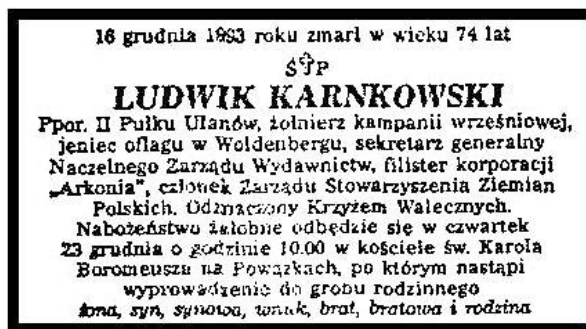 16 grudnia 1993 roku zmarł w wieku 74 lat
Ś✝P
LUDWIK KARNKOWSKI
Ppor. II Pułku Ułanów, żołnierz kampanii wrześniowej,
jeniec oflagu w Woldenbergu, sekretarz generalny
Naczelnego Zarządu Wydawnictw, filister korporacji
„Arkonia”, członek Zarządu Stowarzyszenia Ziemian
Polskich. Odznaczony Krzyżem Walecznych.
Nabożeństwo żałobne odbędzie się w czwartek
23 grudnia o godzinie 10.00 w kościele św. Karola
Boromeusza na Powązkach, po którym nastąpi
wyprowadzenie do grobu rodzinnego
żona, syn, synowa, wnuk, brat, bratowa i rodzina